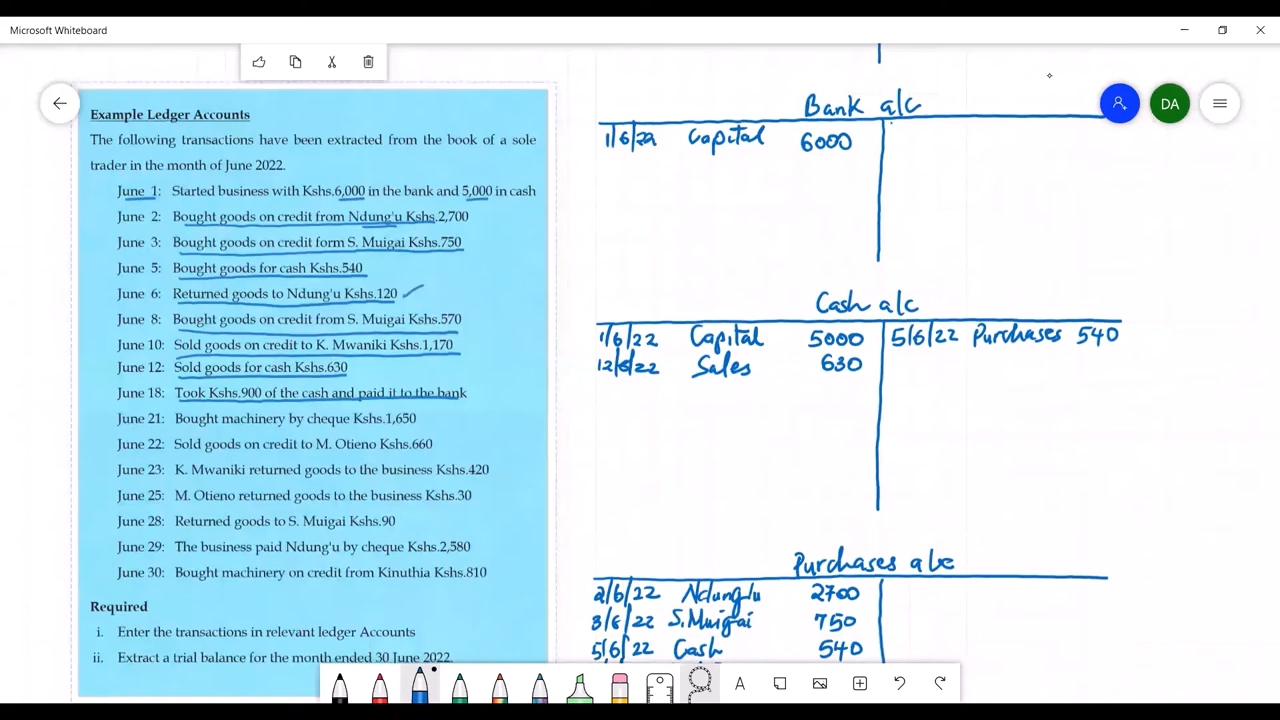 Microsoft Whiteboard
DA
Example Ledger Accounts
The following transactions have been extracted from the book of a sole
trader in the month of June 2022.
June 1: Started business with Kshs.6,000 in the bank and 5,000 in cash
June 2: Bought goods on credit from Ndung'u Kshs.2,700
June 3: Bought goods on credit form S. Muigai Kshs.750
June 5: Bought goods for cash Kshs.540
June 6: Returned goods to Ndung'u Kshs.120
June 8: Bought goods on credit from S. Muigai Kshs.570
June 10: Sold goods on credit to K. Mwaniki Kshs.1,170
June 12: Sold goods for cash Kshs.630
June 18: Took Kshs.900 of the cash and paid it to the bank
June 21: Bought machinery by cheque Kshs.1,650
June 22: Sold goods on credit to M. Otieno Kshs.660
June 23: K. Mwaniki returned goods to the business Kshs.420
June 25: M. Otieno returned goods to the business Kshs.30
June 28: Returned goods to S. Muigai Kshs.90
June 29: The business paid Ndung'u by cheque Kshs.2,580
June 30: Bought machinery on credit from Kinuthia Kshs.810
Required
i. Enter the transactions in relevant ledger Accounts
ii. Extract a trial balance for the month ended 30 June 2022.
Bank a/c
1/6/22 Capital 6000
Cash a/c
1/6/22 Capital 5000 5/6/22 Purchases 540
12/6/22 Sales 630
Purchases a/c
2/6/22 Ndung'u 2700
3/6/22 S.Muigai 750
5/6/22 Cash 540
A